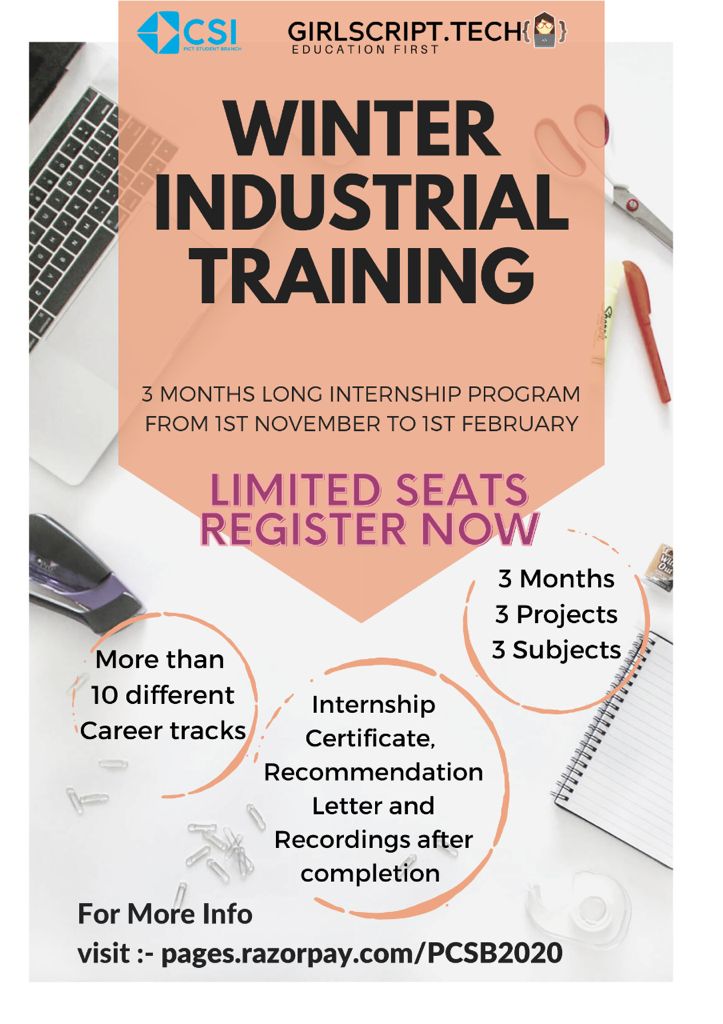 CSI
PICT STUDENT BRANCH
GIRLSCRIPT.TECH
EDUCATION FIRST
WINTER
INDUSTRIAL
TRAINING
3 MONTHS LONG INTERNSHIP PROGRAM
FROM 1ST NOVEMBER TO 1ST FEBRUARY
LIMITED SEATS
REGISTER NOW
3 Months
3 Projects
3 Subjects
More than
10 different
Career tracks
Internship
Certificate,
Recommendation
Letter and
Recordings after
completion
For More Info
visit :- pages.razorpay.com/PCSB2020